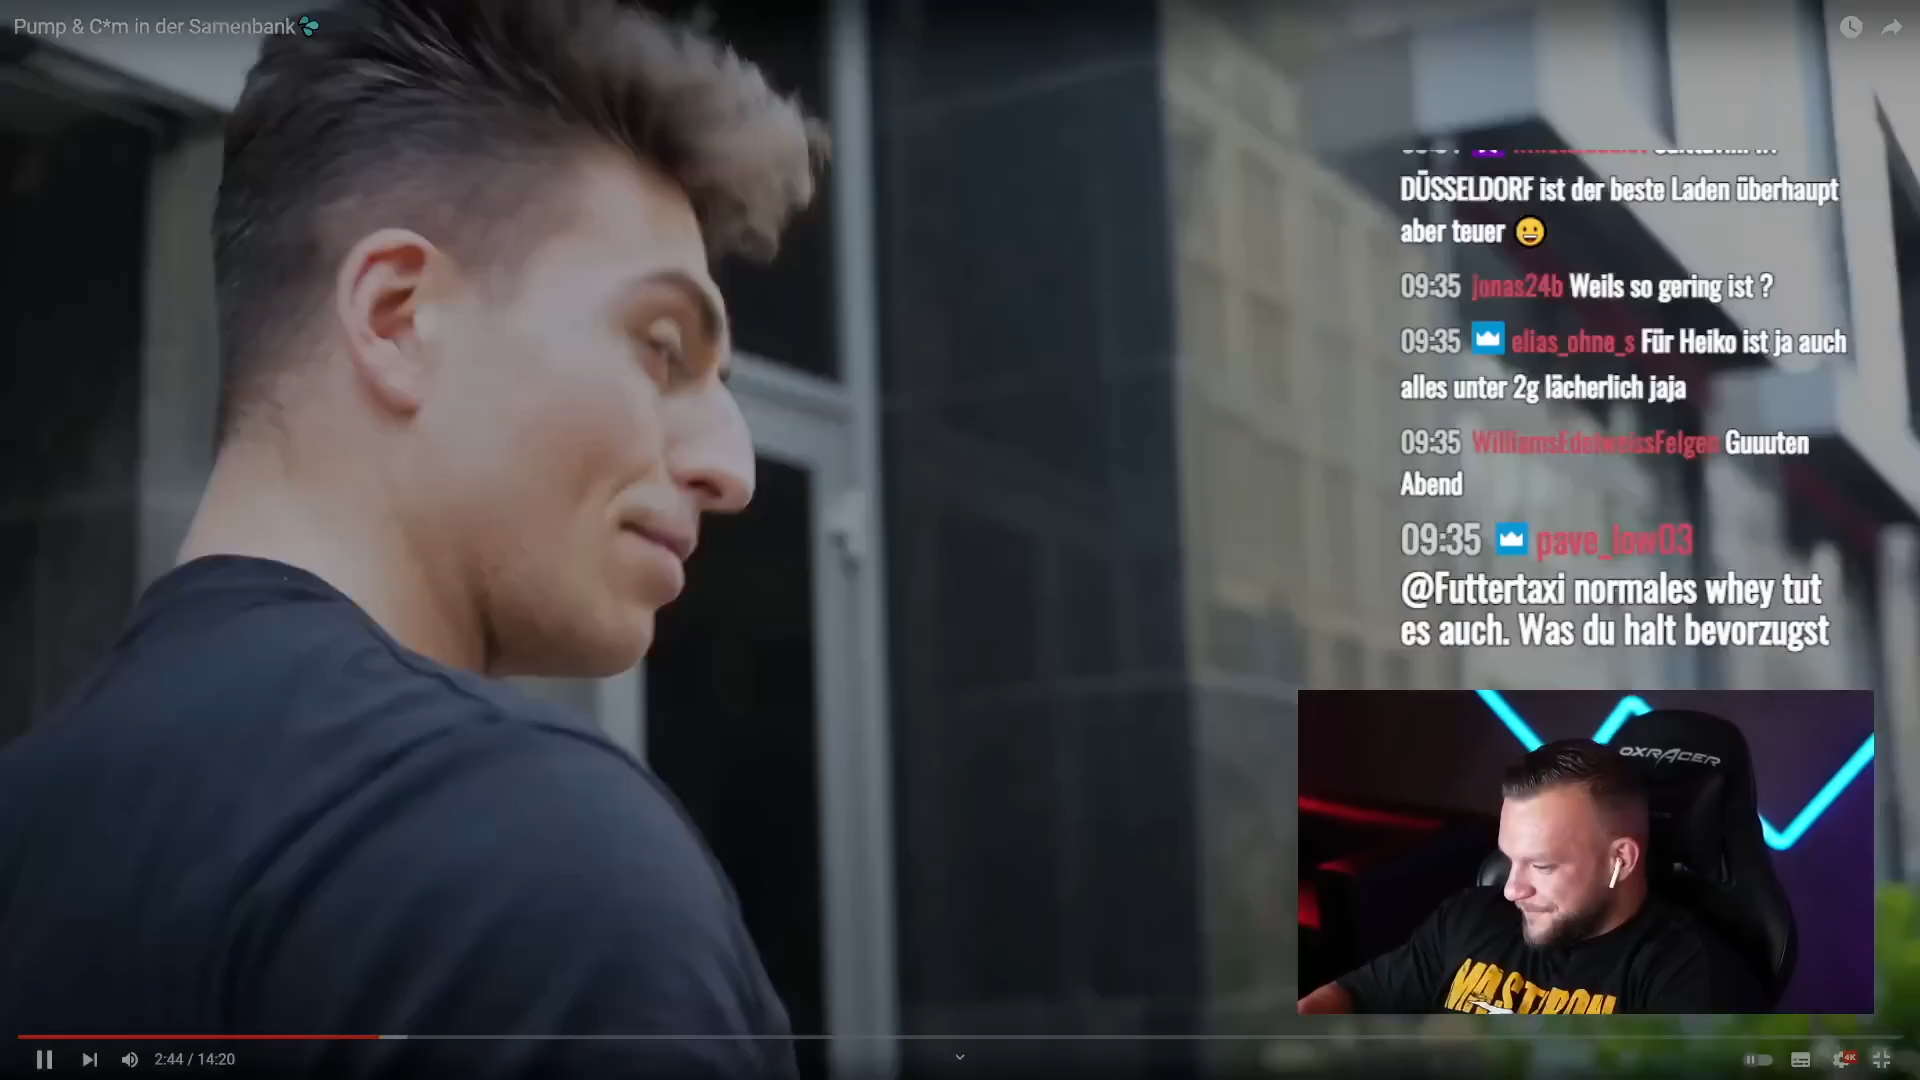 Pump & C*m in der Samenbank💦
DÜSSELDORF ist der beste Laden überhaupt
aber teuer 😀
09:35 jonas24b Weils so gering ist ?
09:35 elias_ohne_s Für Heiko ist ja auch
alles unter 2g lächerlich jaja
09:35 WilliamsEdelweissFelgen Guuuten
Abend
09:35 pave_low03
@Futtertaxi normales whey tut
es auch. Was du halt bevorzugst
OXRACER
2:44 / 14:20
4K